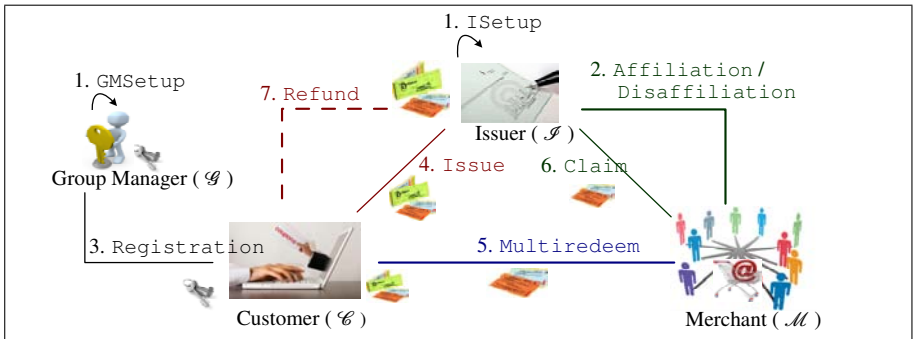 1. ISetup
1. GMSetup
2. Affiliation /
Disaffiliation
7. Refund
Issuer ( ℐ )
4. Issue
6. Claim
Group Manager ( 𝒢 )
3. Registration
5. Multiredeem
@
Customer ( 𝒞 )
Merchant ( ℳ )